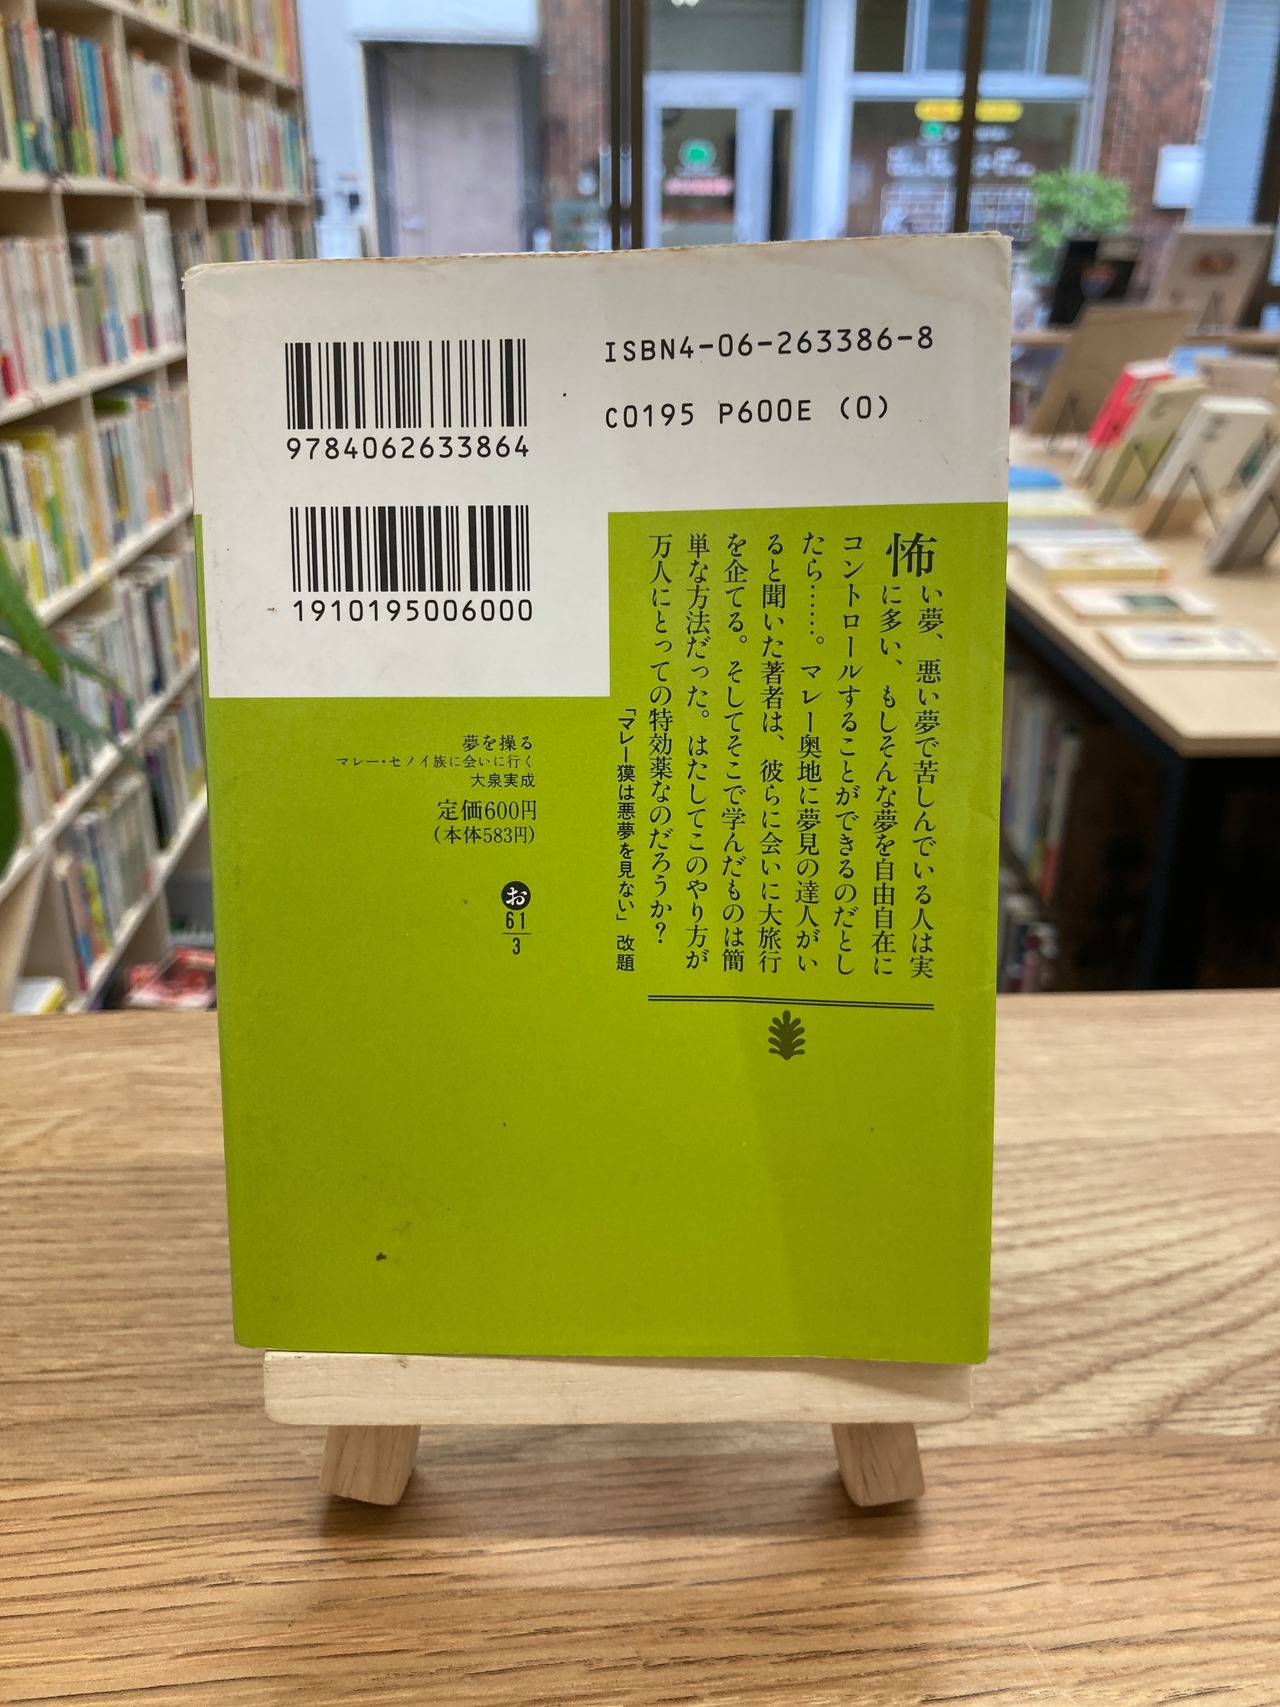 ISBN4-06-263386-8
C0195 P600E (0)
9784062633864
1910195006000
怖い夢、悪い夢で苦しんでいる人は実
に多い、もしそんな夢を自由自在に
コントロールすることができるのだとし
たら……。マレー奥地に夢見の達人がい
ると聞いた著者は、彼らに会いに大旅行
を企てる。そしてそこで学んだものは簡
単な方法だった。はたしてこのやり方が
万人にとっての特効薬なのだろうか？
「マレー獏は悪夢を見ない」改題
夢を操る
マレー・セノイ族に会いに行く
大泉実成
定価600円
(本体583円)
お
61
3